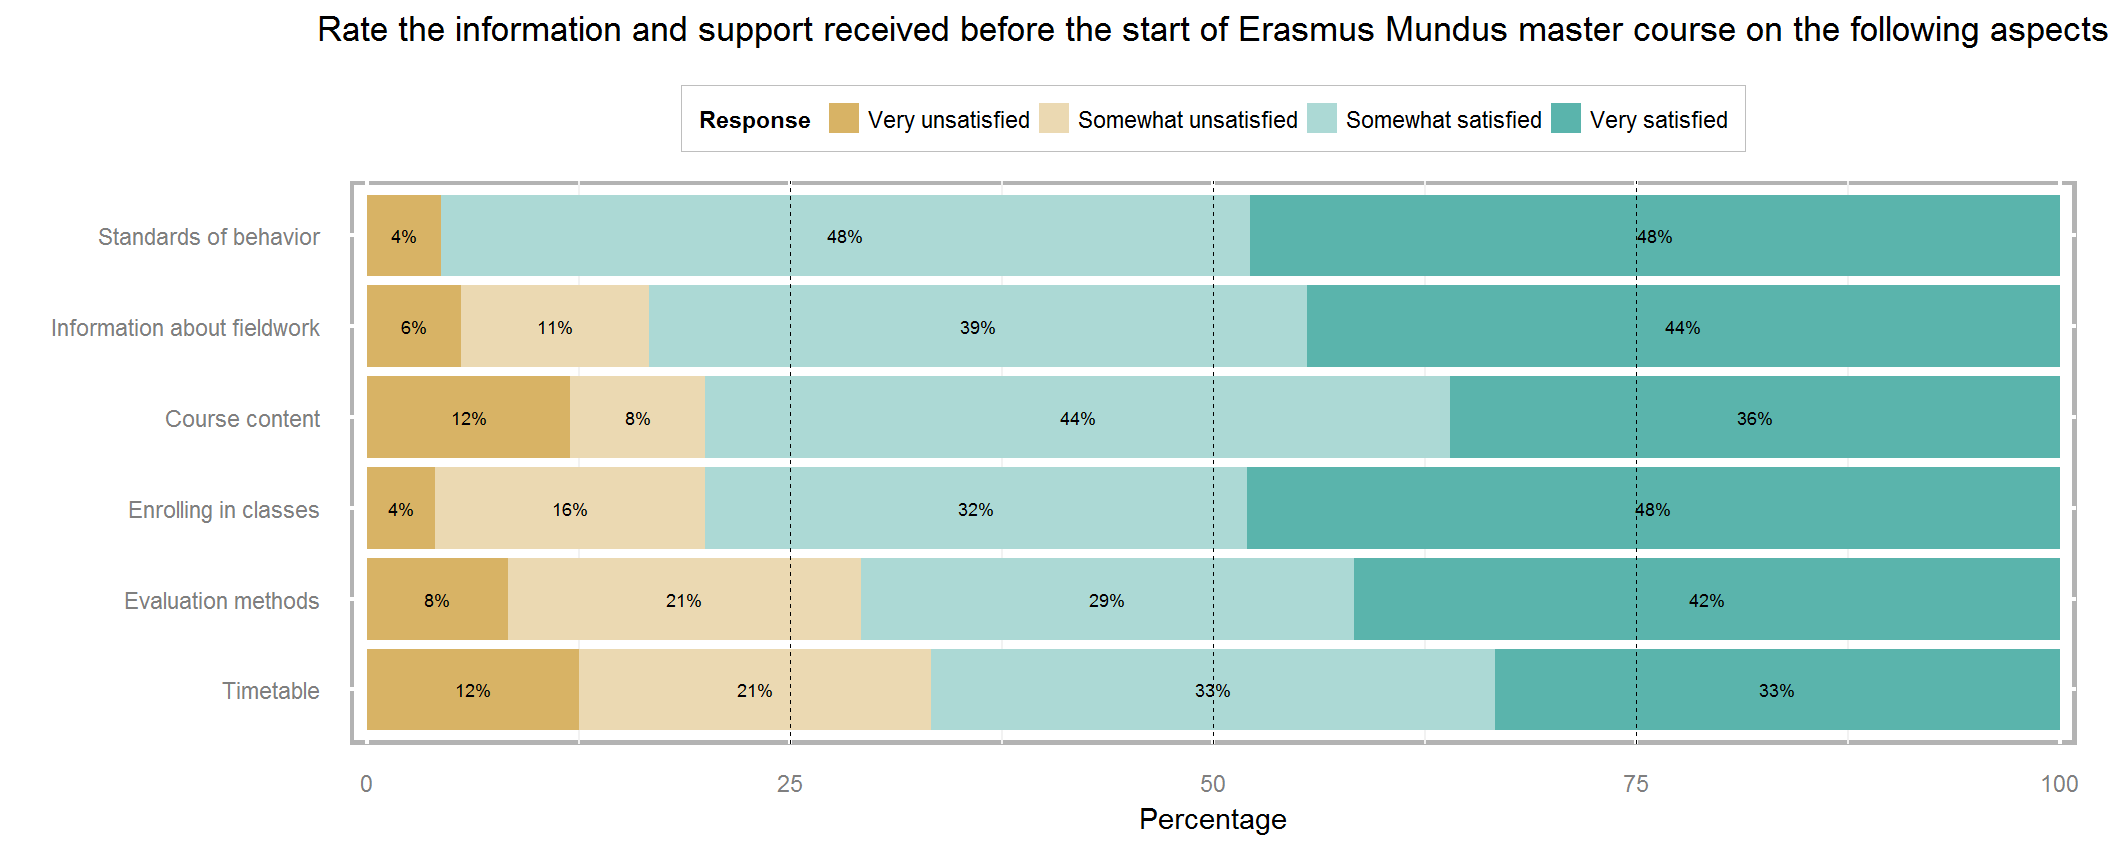 Rate the information and support received before the start of Erasmus Mundus master course on the following aspects
Response Very unsatisfied Somewhat unsatisfied Somewhat satisfied Very satisfied
Standards of behavior 4% 48% 48%
Information about fieldwork 6% 11% 39% 44%
Course content 12% 8% 44% 36%
Enrolling in classes 4% 16% 32% 48%
Evaluation methods 8% 21% 29% 42%
Timetable 12% 21% 33% 33%
0 25 50 75 100
Percentage